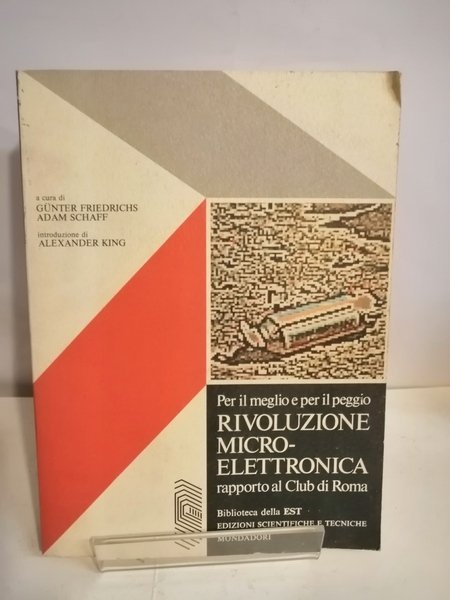 a cura di
GÜNTER FRIEDRICHS
ADAM SCHAFF
introduzione di
ALEXANDER KING
Per il meglio e per il peggio
RIVOLUZIONE
MICRO-
ELETTRONICA
rapporto al Club di Roma
Biblioteca della EST
EDIZIONI SCIENTIFICHE E TECNICHE
MONDADORI